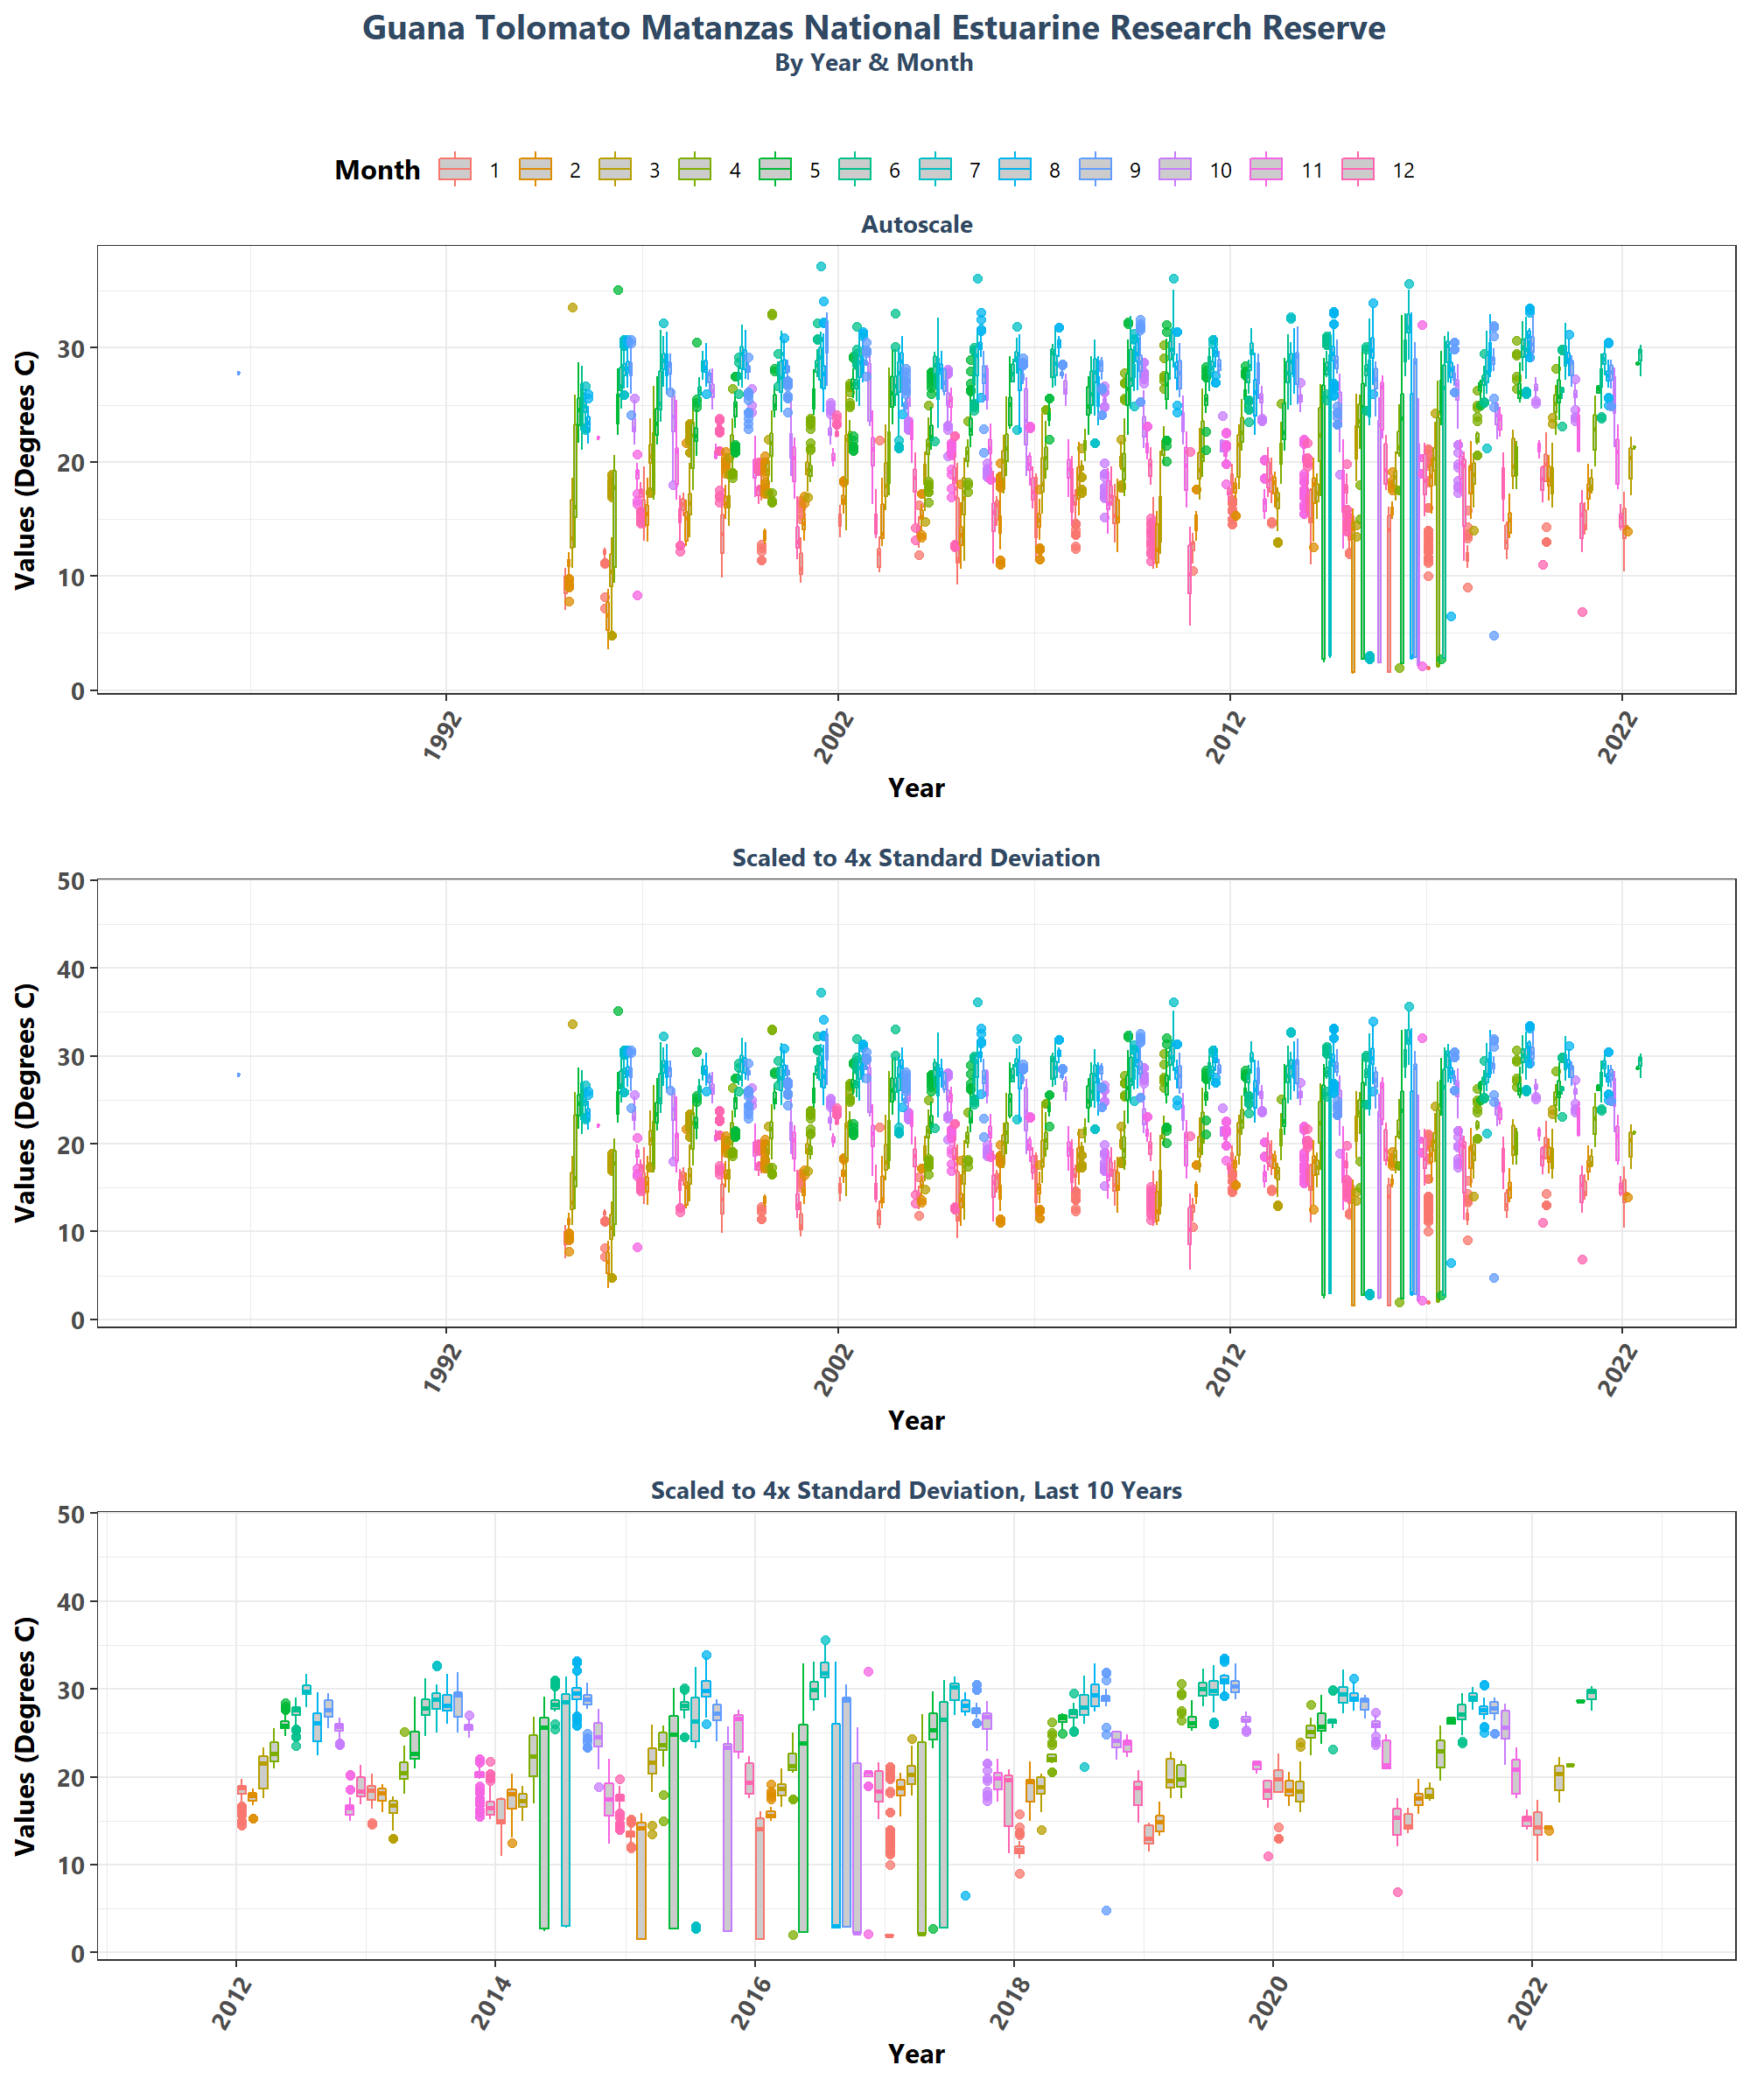 Guana Tolomato Matanzas National Estuarine Research Reserve
By Year & Month
Month 1 2 3 4 5 6 7 8 9 10 11 12
Autoscale
Values (Degrees C)
30
20
10
0
1992 2002 2012 2022
Year
Scaled to 4x Standard Deviation
Values (Degrees C)
50
40
30
20
10
0
1992 2002 2012 2022
Year
Scaled to 4x Standard Deviation, Last 10 Years
Values (Degrees C)
50
40
30
20
10
0
2012 2014 2016 2018 2020 2022
Year